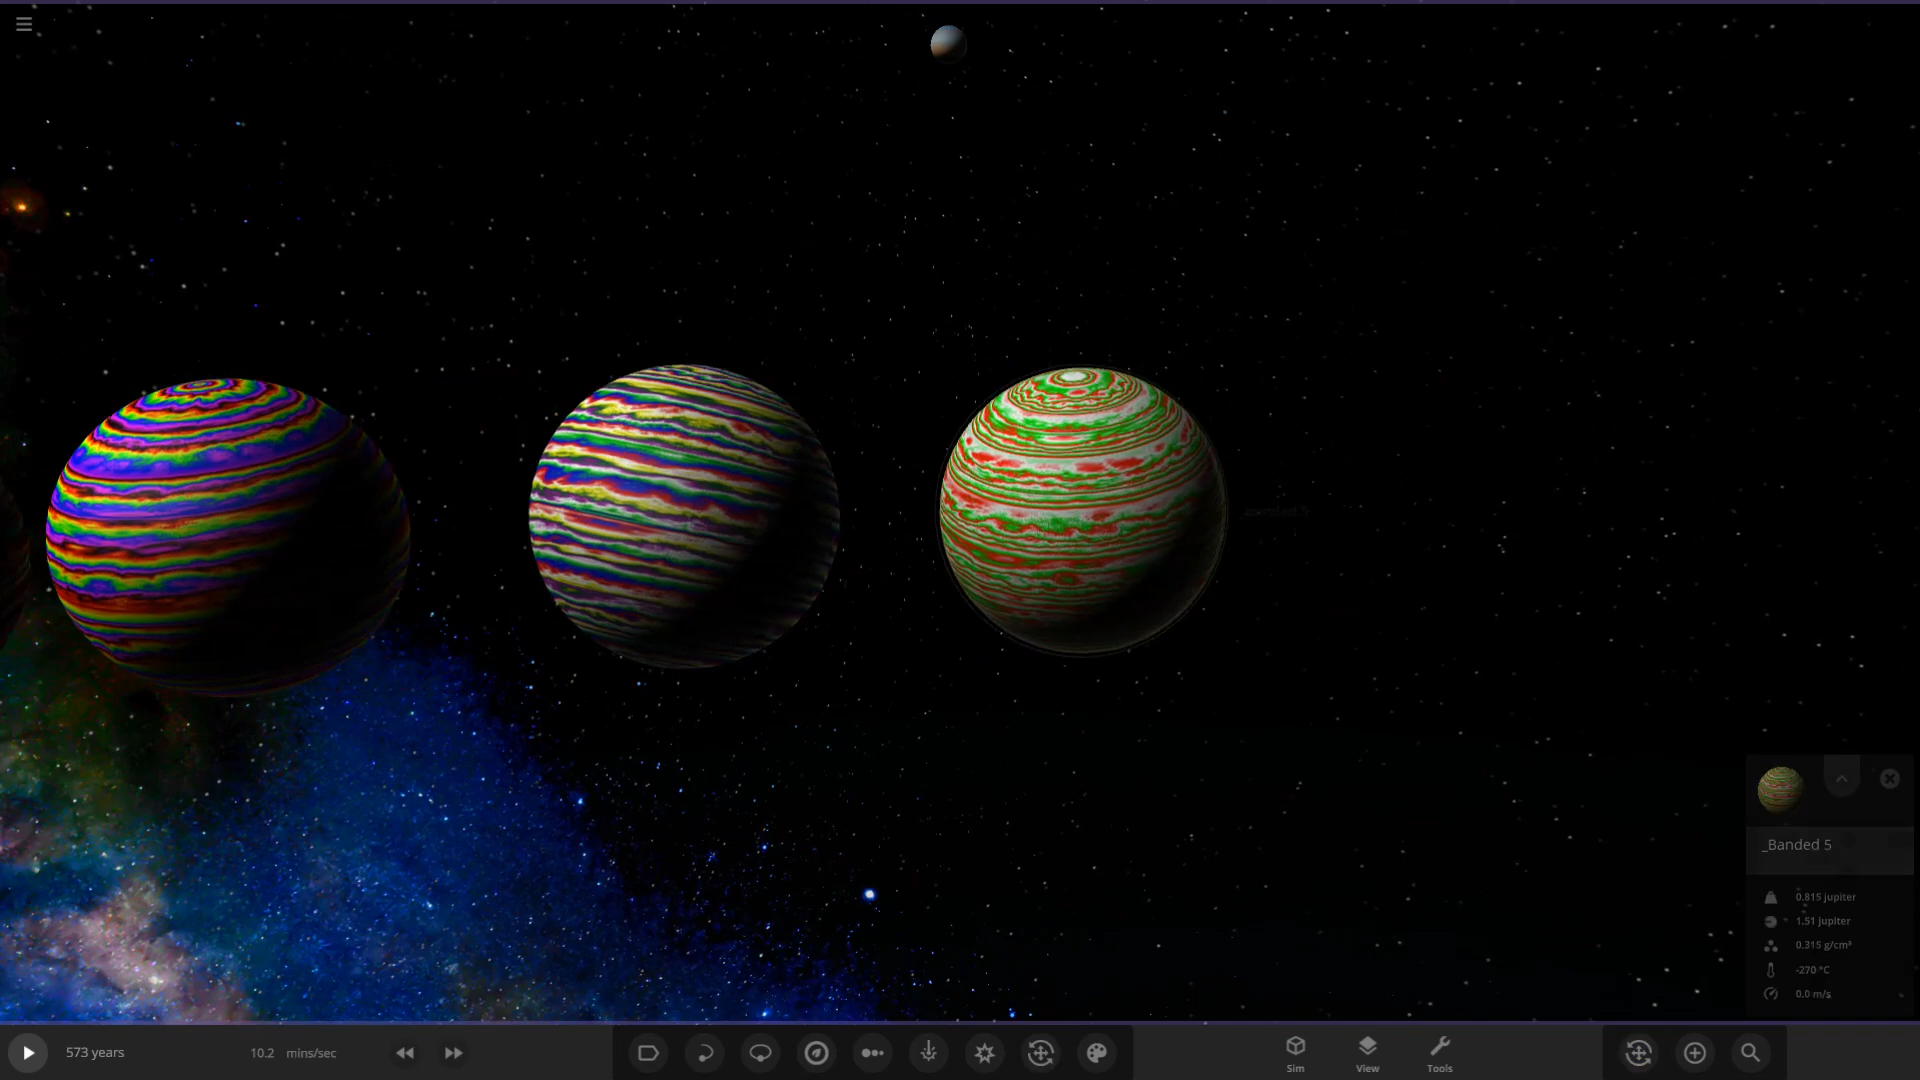 _Banded 5
0.815 jupiter
1.51 jupiter
0.315 g/cm³
-270 °C
0.0 m/s
573 years
10.2 mins/sec
Sim
View
Tools